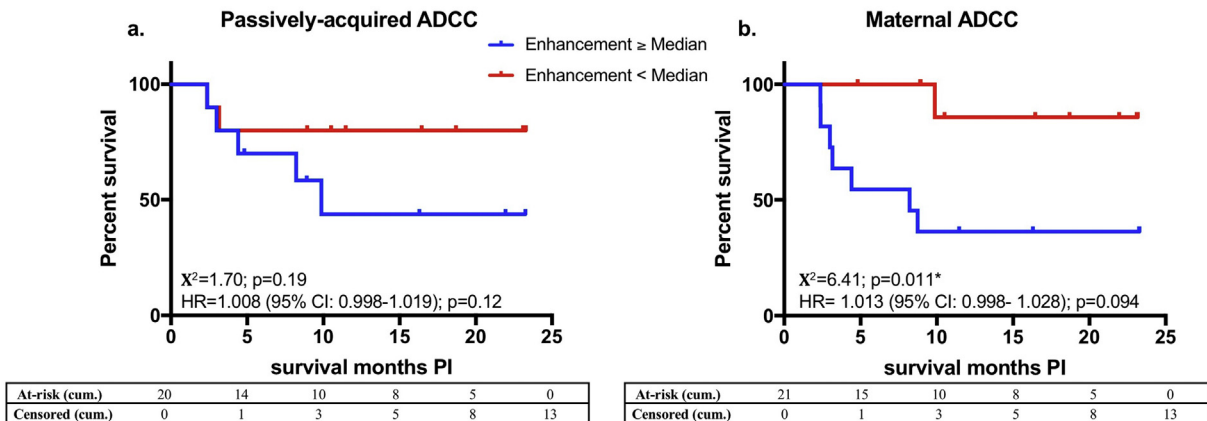 Passively-acquired ADCC
a.
Enhancement ≥ Median
Enhancement < Median
Percent survival
100
50
0
X²=1.70; p=0.19
HR=1.008 (95% CI: 0.998-1.019); p=0.12
0 5 10 15 20 25
survival months PI
At-risk (cum.) 20 14 10 8 5 0
Censored (cum.) 0 1 3 5 8 13
Maternal ADCC
b.
Percent survival
100
50
0
X²=6.41; p=0.011*
HR= 1.013 (95% CI: 0.998- 1.028); p=0.094
0 5 10 15 20 25
survival months PI
At-risk (cum.) 21 15 10 8 5 0
Censored (cum.) 0 1 3 5 8 13